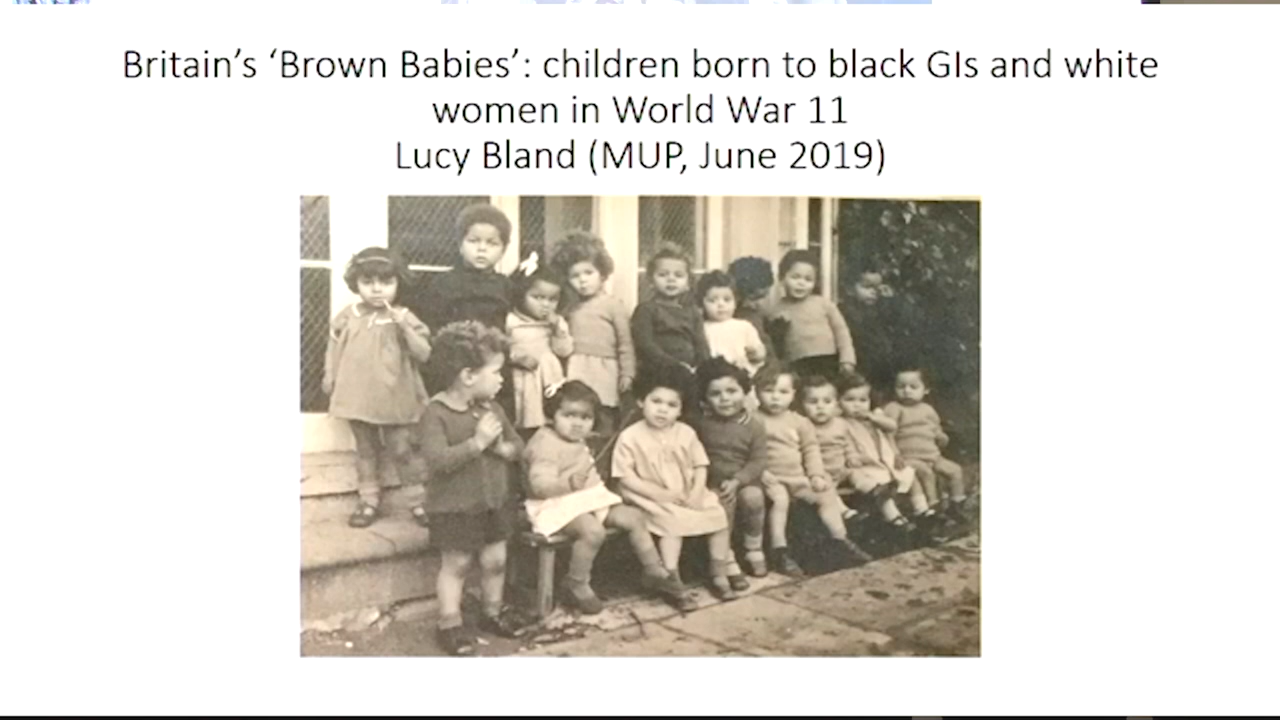 Britain’s ‘Brown Babies’: children born to black GIs and white
women in World War 11
Lucy Bland (MUP, June 2019)